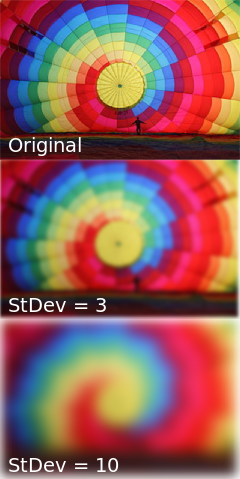 Original
StDev = 3
StDev = 10